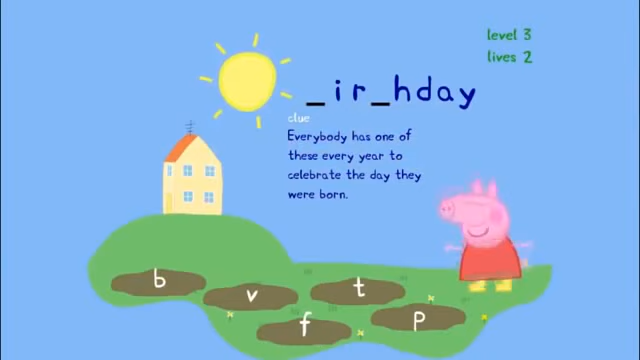 level 3
lives 2
_ir_hday
clue
Everybody has one of
these every year to
celebrate the day they
were born.
b
v
t
f
p